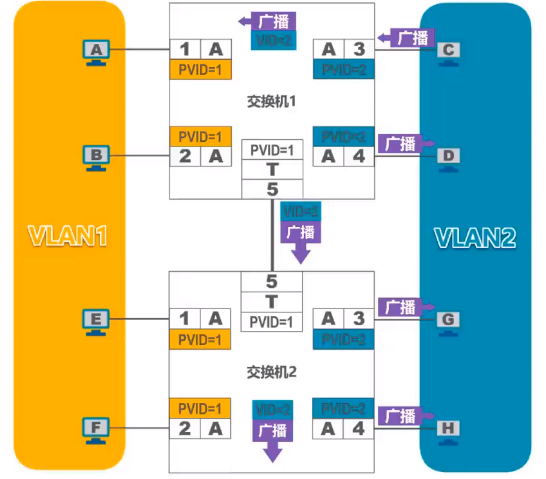 广播
VID=2
1 A
PVID=1
A 3
PVID=2
广播
A
C
交换机1
PVID=1
2 A
PVID=1
T
5
PVID=2
A 4
广播
B
D
VLAN1
VID=2
广播
VLAN2
5
T
PVID=1
1 A
PVID=1
A 3
PVID=2
广播
E
G
交换机2
PVID=1
2 A
VID=2
广播
PVID=2
A 4
广播
F
H